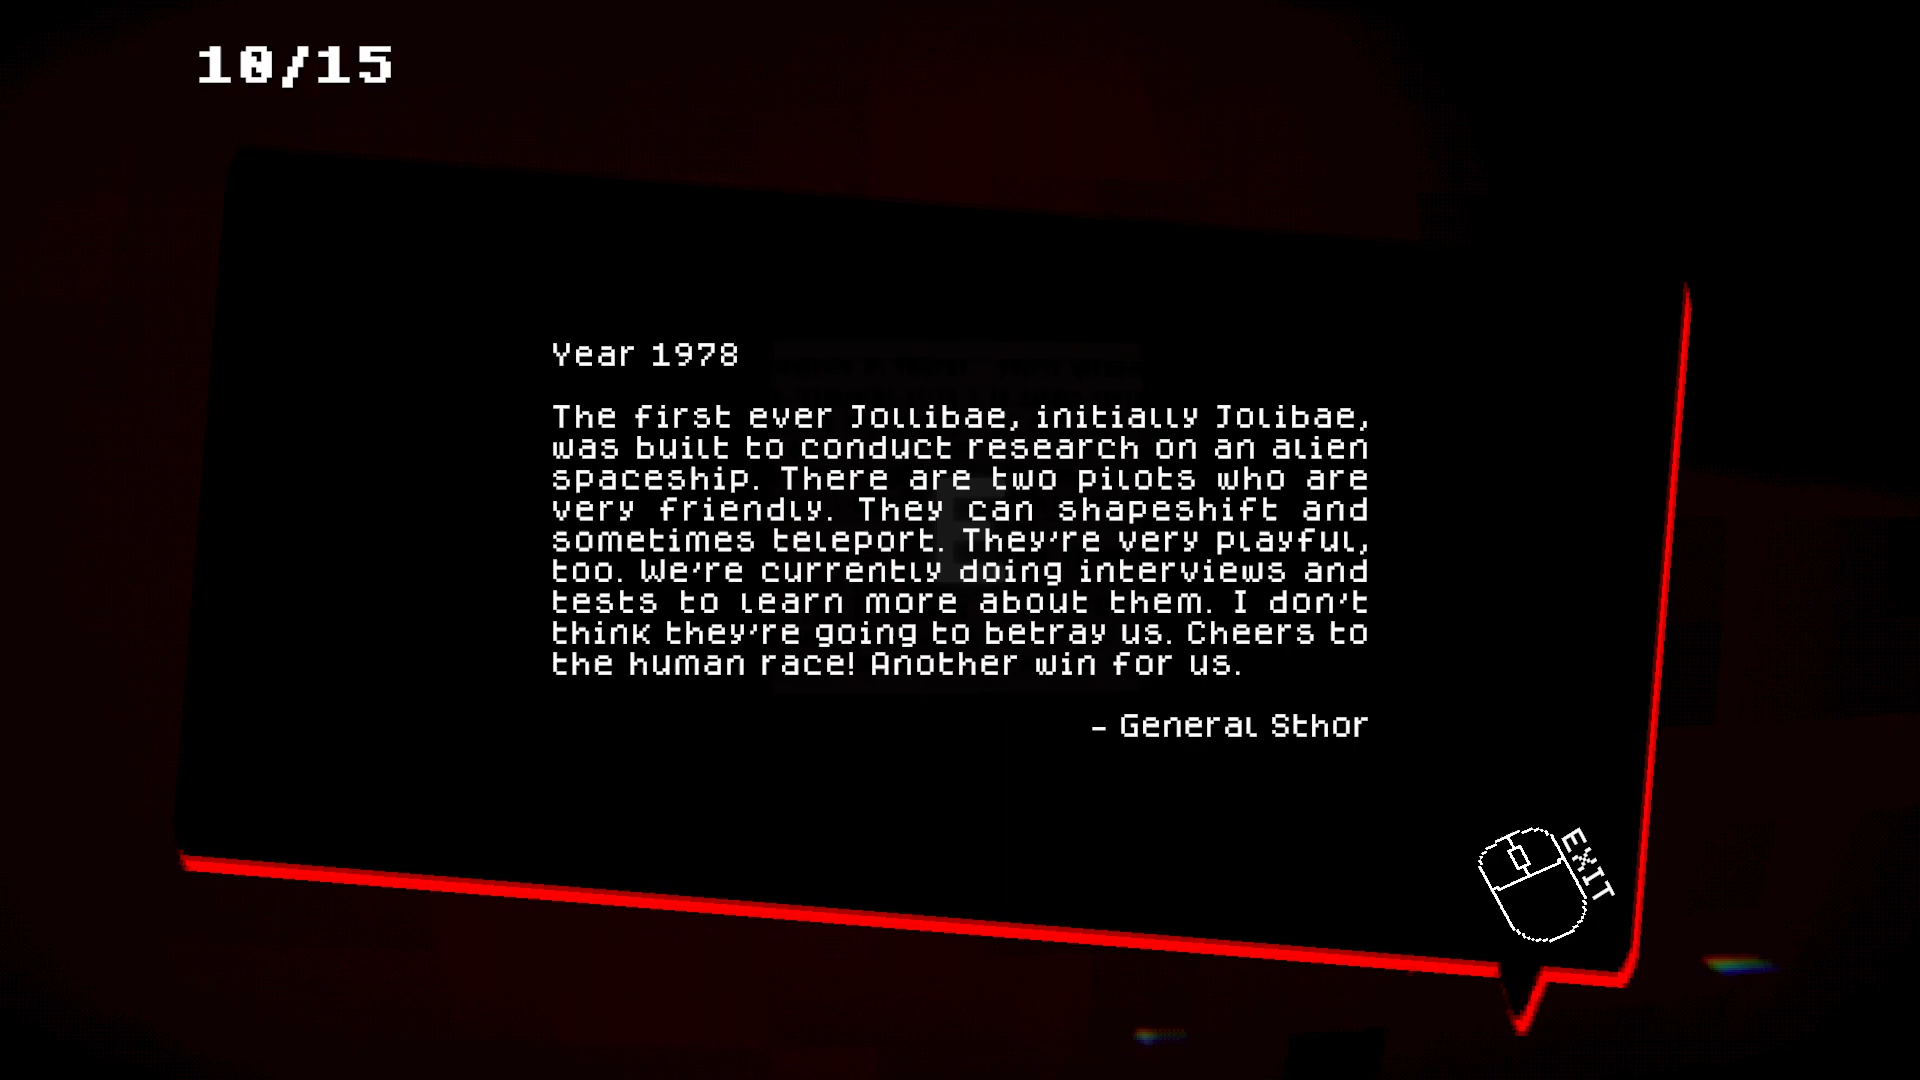 10/15
Year 1978
The first ever Jollibae, initially Jolibae,
was built to conduct research on an alien
spaceship. There are two pilots who are
very friendly. They can shapeshift and
sometimes teleport. They're very playful,
too. We're currently doing interviews and
tests to learn more about them. I don't
think they're going to betray us. Cheers to
the human race! Another win for us.
- General Sthor
EXIT